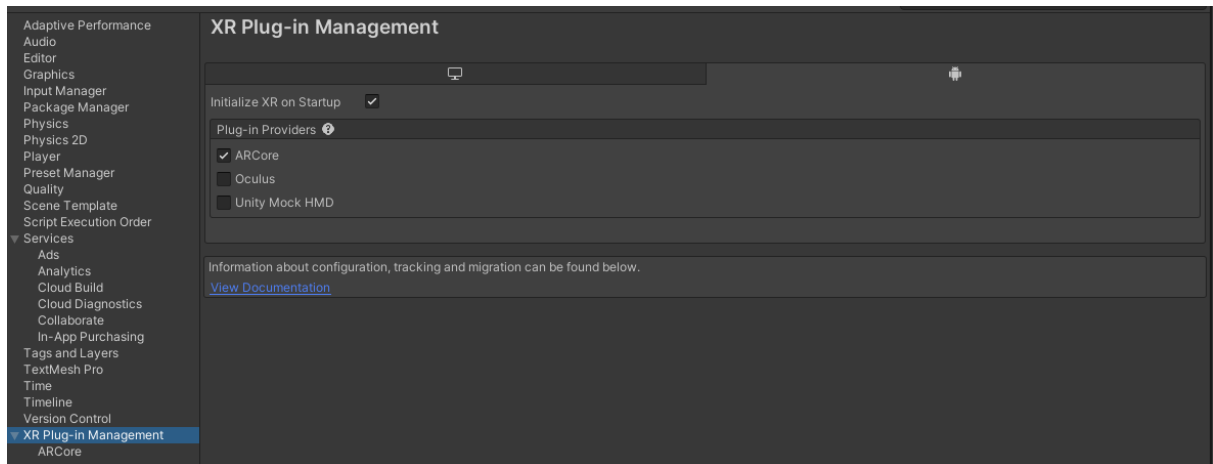 Adaptive Performance
Audio
Editor
Graphics
Input Manager
Package Manager
Physics
Physics 2D
Player
Preset Manager
Quality
Scene Template
Script Execution Order
Services
Ads
Analytics
Cloud Build
Cloud Diagnostics
Collaborate
In-App Purchasing
Tags and Layers
TextMesh Pro
Time
Timeline
Version Control
XR Plug-in Management
ARCore
XR Plug-in Management
Initialize XR on Startup
Plug-in Providers
ARCore
Oculus
Unity Mock HMD
Information about configuration, tracking and migration can be found below.
View Documentation